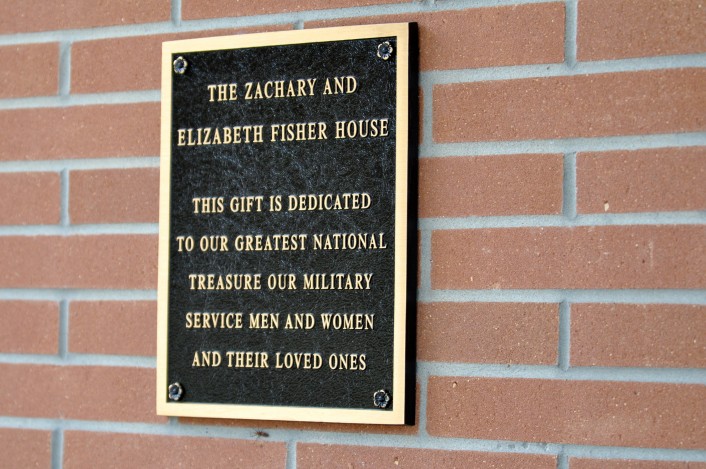 THE ZACHARY AND
ELIZABETH FISHER HOUSE
THIS GIFT IS DEDICATED
TO OUR GREATEST NATIONAL
TREASURE OUR MILITARY
SERVICE MEN AND WOMEN
AND THEIR LOVED ONES